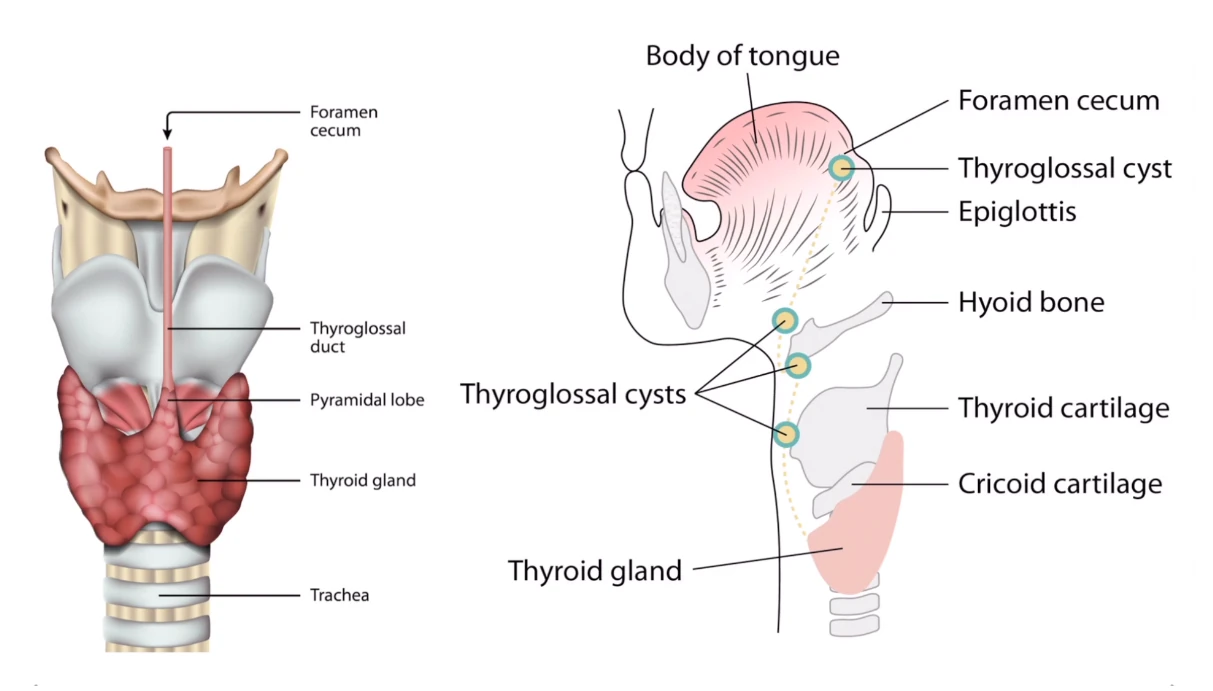 Foramen
cecum
Thyroglossal
duct
Pyramidal lobe
Thyroid gland
Trachea
Body of tongue
Foramen cecum
Thyroglossal cyst
Epiglottis
Hyoid bone
Thyroglossal cysts
Thyroid cartilage
Cricoid cartilage
Thyroid gland